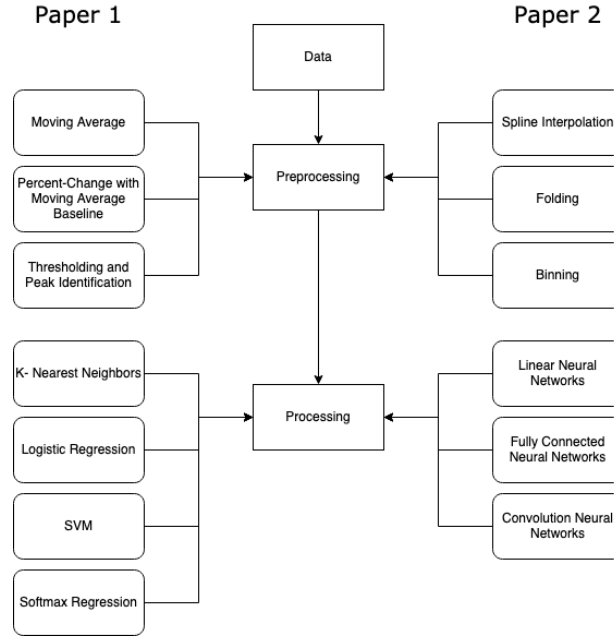 Paper 1
Paper 2
Data
Moving Average
Percent-Change with
Moving Average
Baseline
Thresholding and
Peak Identification
Preprocessing
Spline Interpolation
Folding
Binning
K- Nearest Neighbors
Logistic Regression
SVM
Softmax Regression
Processing
Linear Neural
Networks
Fully Connected
Neural Networks
Convolution Neural
Networks